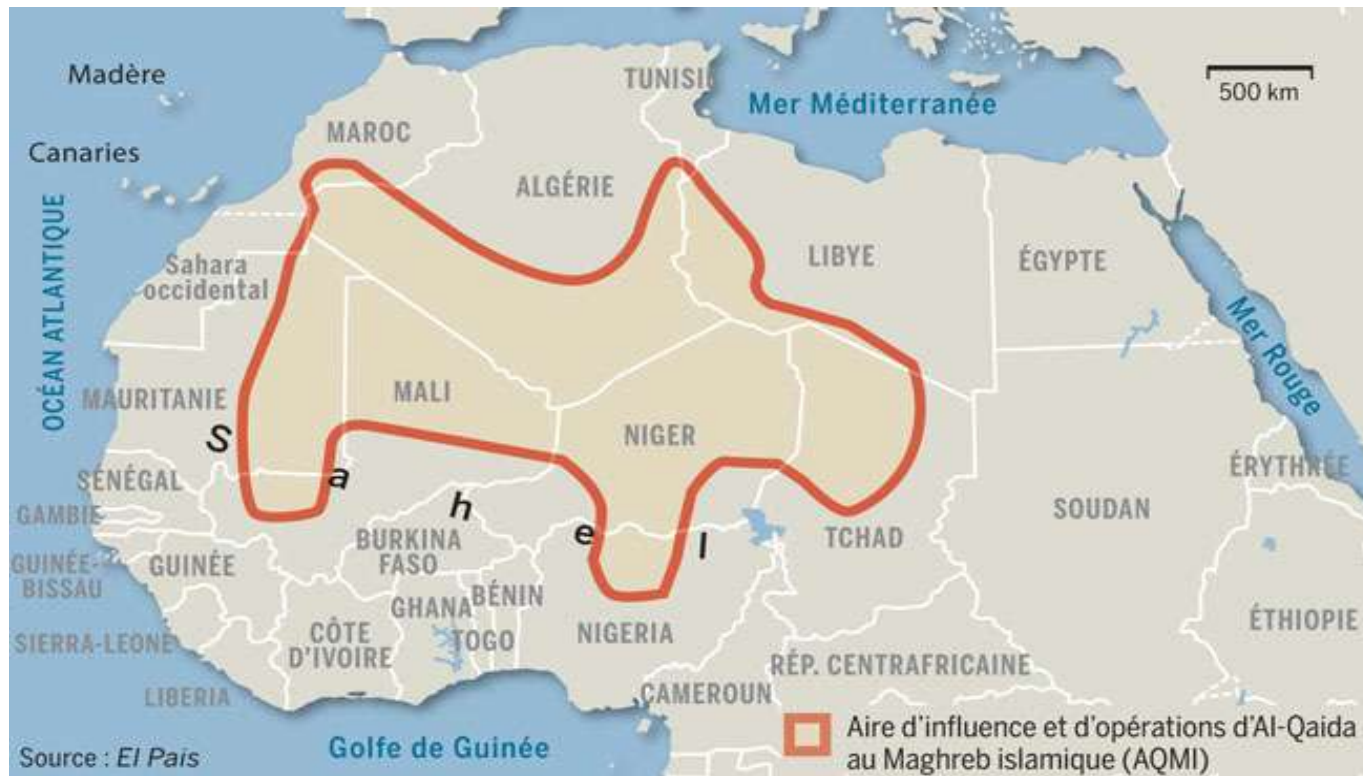 Madère
TUNISI
500 km
Mer Méditerranée
MAROC
Canaries
ALGÉRIE
OCÉAN ATLANTIQUE
LIBYE
ÉGYPTE
Sahara
occidental
Mer Rouge
MAURITANIE
MALI
NIGER
S a h e l
SÉNÉGAL
ÉRYTHRÉE
SOUDAN
GAMBIE
BURKINA
FASO
TCHAD
GUINÉE-
BISSAU
GUINÉE
GHANA
BÉNIN
ÉTHIOPIE
SIERRA-LEONE
CÔTE
D'IVOIRE
TOGO
NIGERIA
RÉP. CENTRAFRICAINE
LIBERIA
CAMEROUN
Golfe de Guinée
Aire d'influence et d'opérations d'Al-Qaida
au Maghreb islamique (AQMI)
Source : El Pais